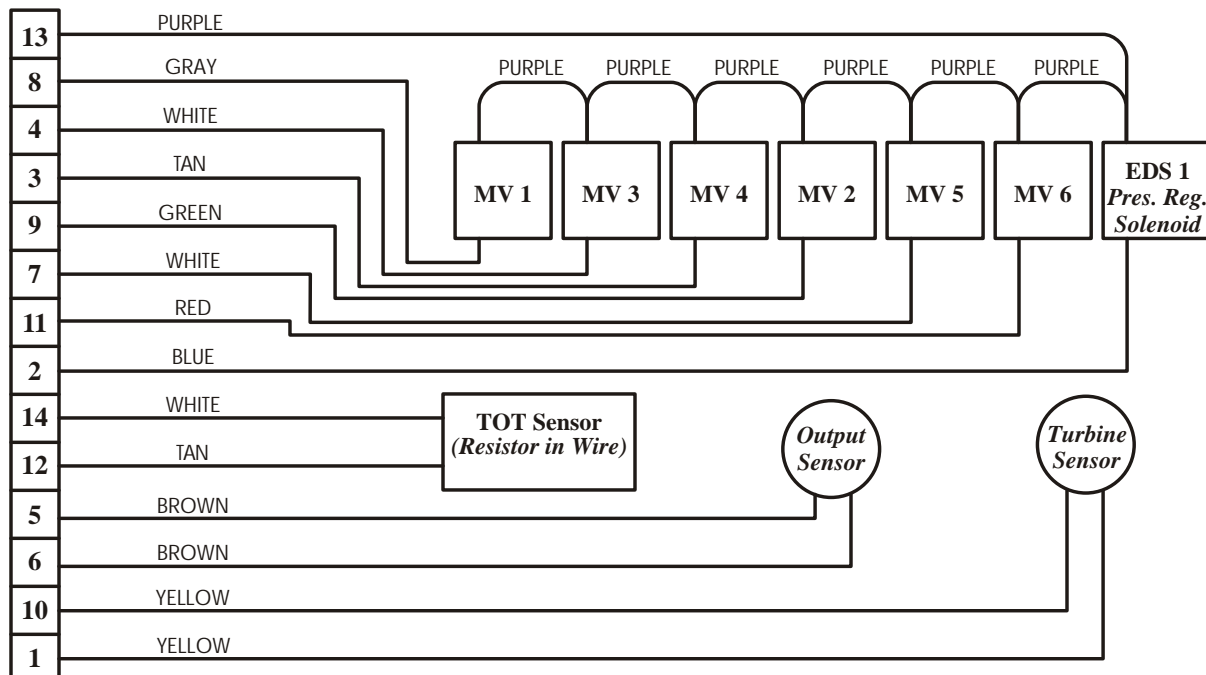 13 PURPLE
8 GRAY
PURPLE PURPLE PURPLE PURPLE PURPLE PURPLE
4 WHITE
3 TAN
MV 1 MV 3 MV 4 MV 2 MV 5 MV 6
EDS 1
Pres. Reg.
Solenoid
9 GREEN
7 WHITE
11 RED
2 BLUE
14 WHITE
TOT Sensor
(Resistor in Wire)
Output
Sensor
Turbine
Sensor
12 TAN
5 BROWN
6 BROWN
10 YELLOW
1 YELLOW